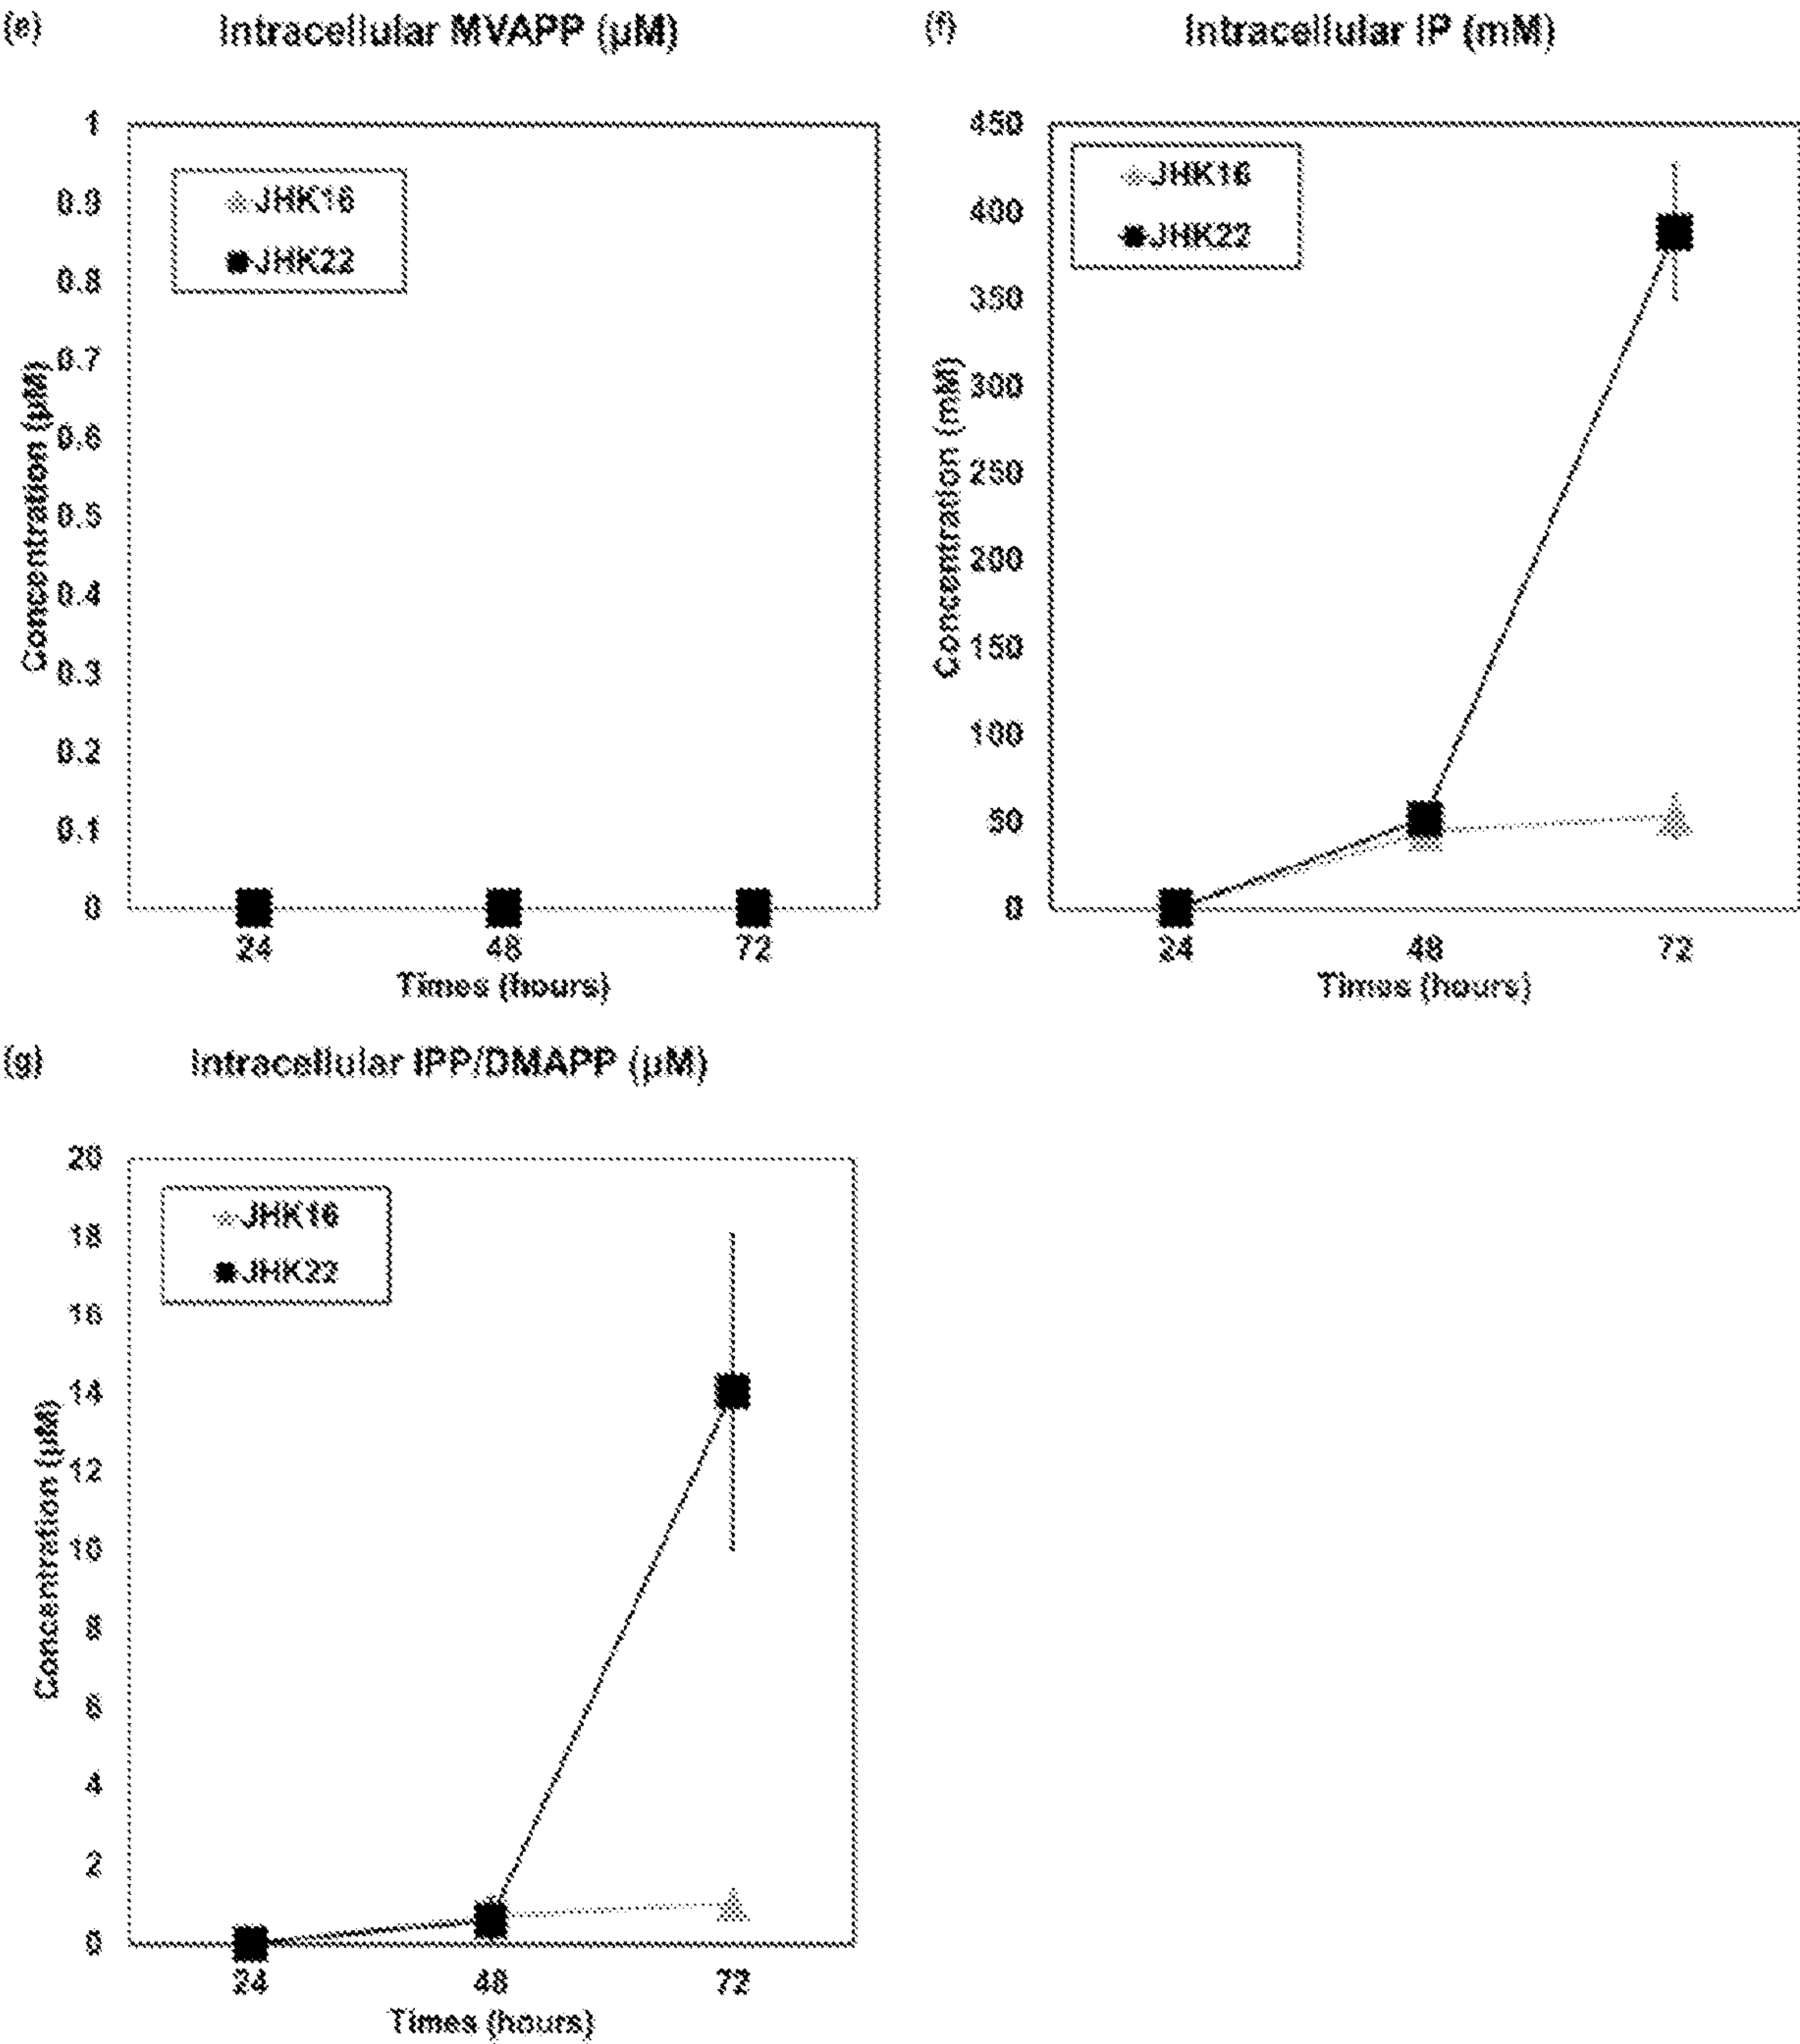 (e) Intracellular MVAPP (µM)
1
0.9
0.8
0.7
0.6
0.5
0.4
0.3
0.2
0.1
0
Concentration (µM)
JHK16
JHK22
24 48 72
Times (hours)
(f) Intracellular IP (mM)
450
400
350
300
250
200
150
100
50
0
Concentration (mM)
JHK16
JHK22
24 48 72
Times (hours)
(g) Intracellular IPP/DMAPP (µM)
20
18
16
14
12
10
8
6
4
2
0
Concentration (µM)
JHK16
JHK22
24 48 72
Times (hours)